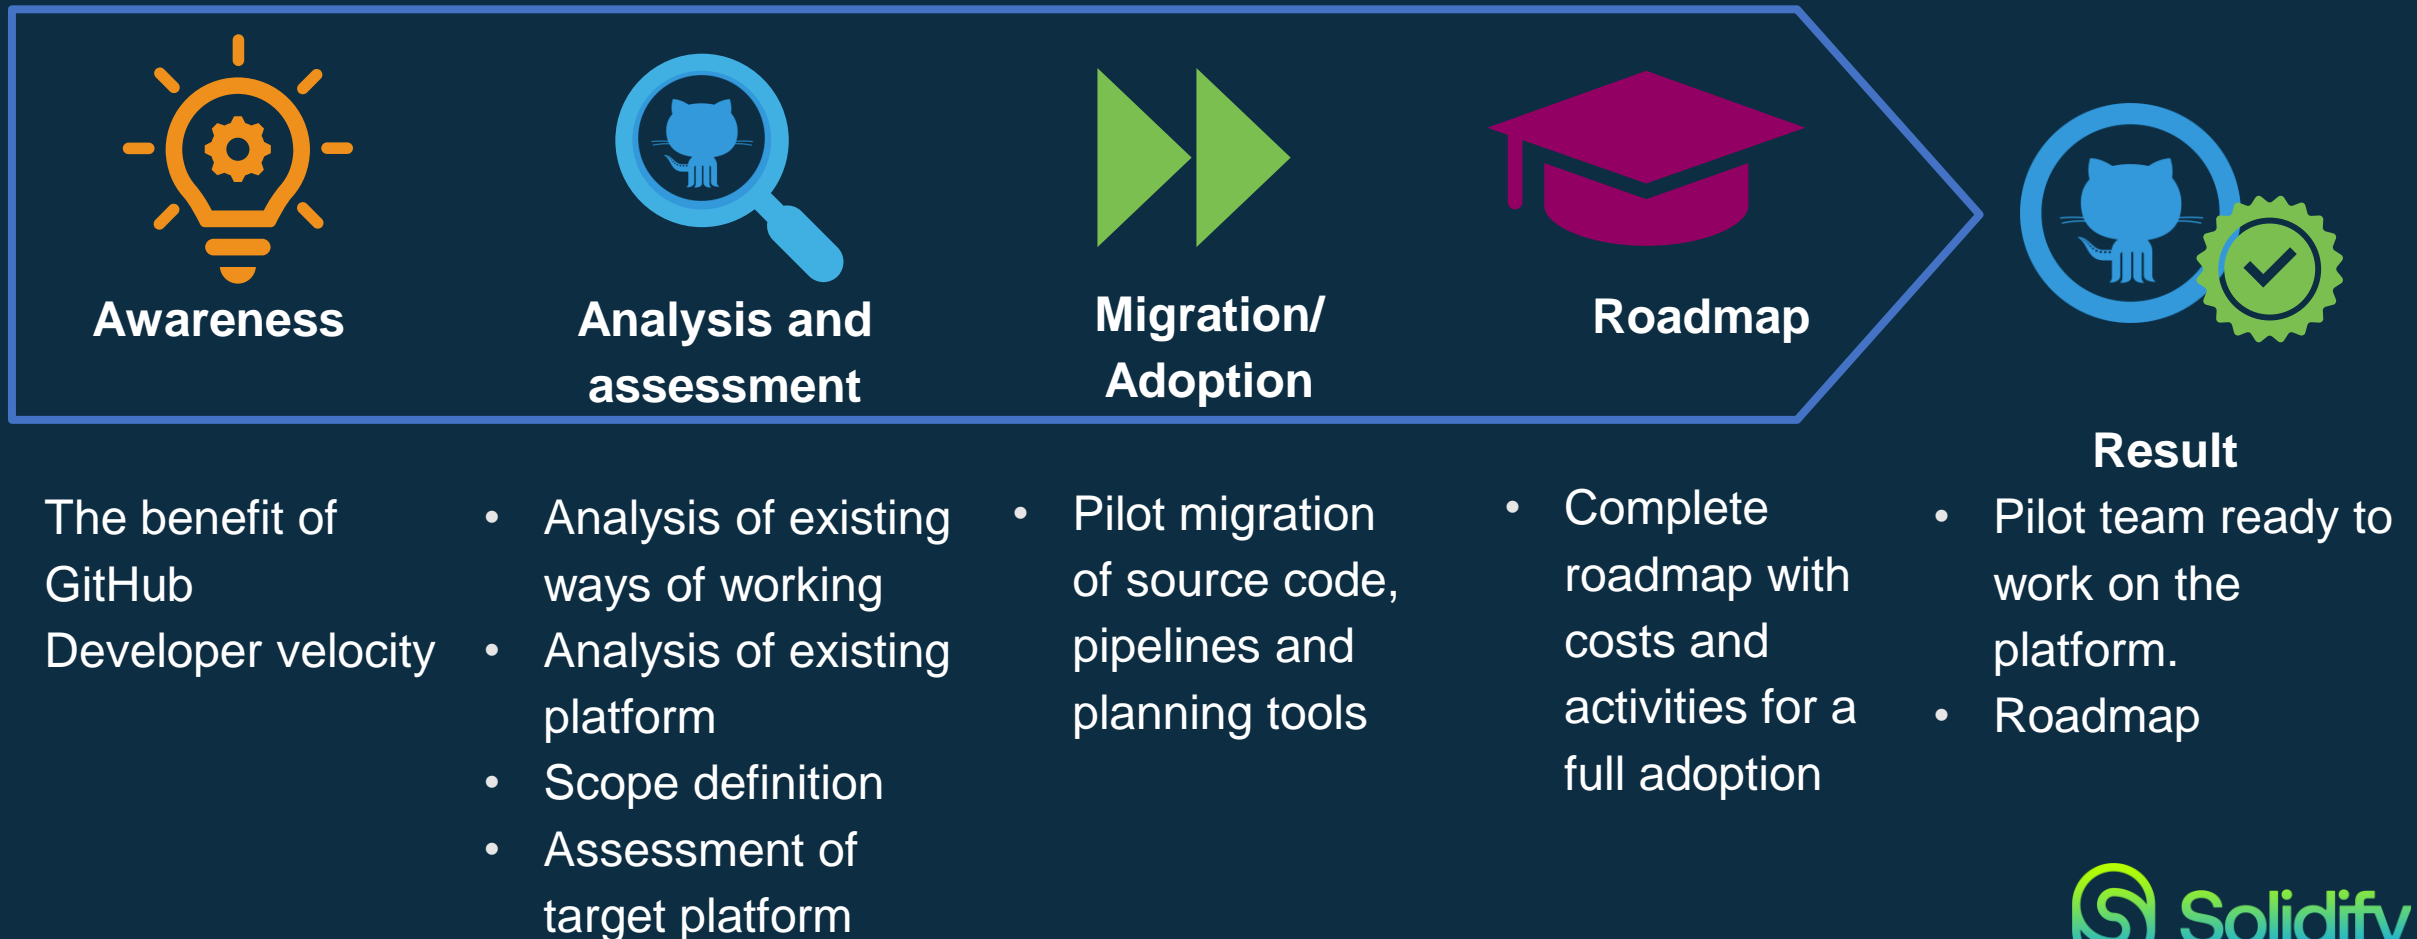 Awareness
Analysis and
assessment
Migration/
Adoption
Roadmap
Result
The benefit of
GitHub
Developer velocity
• Analysis of existing
ways of working
• Analysis of existing
platform
• Scope definition
• Assessment of
target platform
• Pilot migration
of source code,
pipelines and
planning tools
• Complete
roadmap with
costs and
activities for a
full adoption
• Pilot team ready to
work on the
platform.
• Roadmap
Solidify